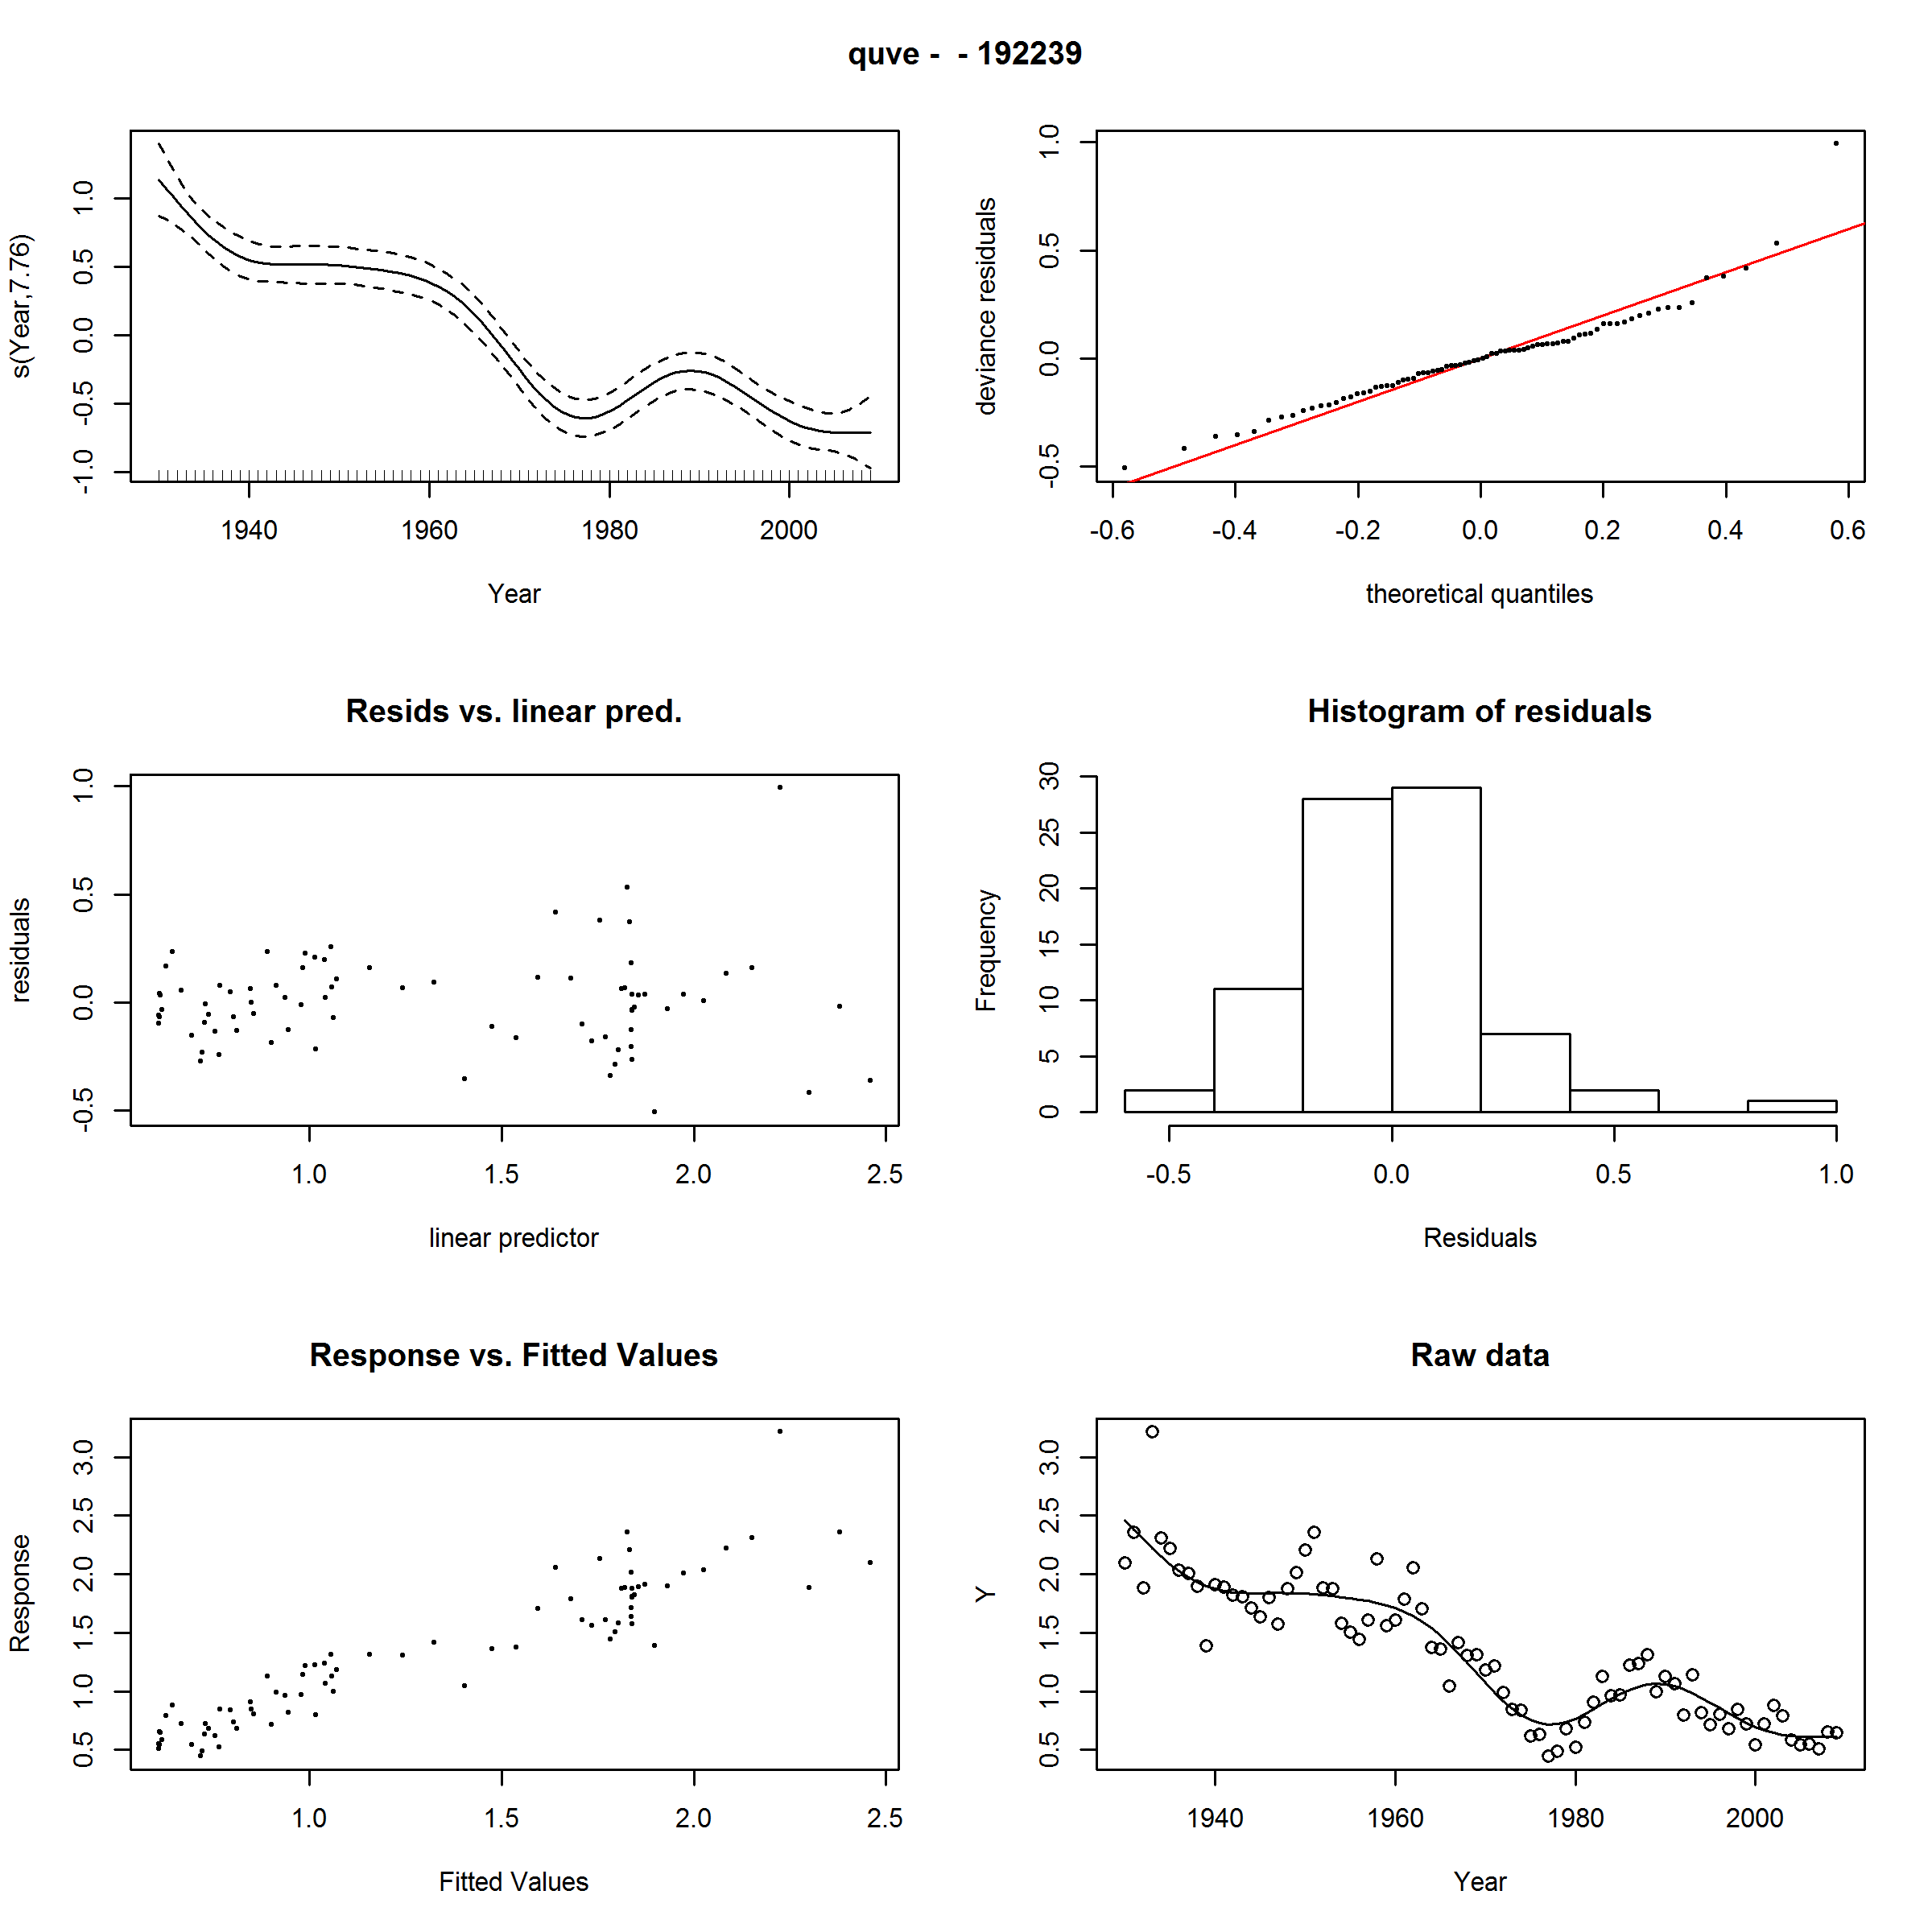 quve -  - 192239
s(Year,7.76)
-1.0 -0.5 0.0 0.5 1.0
1940 1960 1980 2000
Year
deviance residuals
-0.5 0.0 0.5 1.0
-0.6 -0.4 -0.2 0.0 0.2 0.4 0.6
theoretical quantiles
Resids vs. linear pred.
residuals
-0.5 0.0 0.5 1.0
1.0 1.5 2.0 2.5
linear predictor
Histogram of residuals
Frequency
0 5 10 15 20 25 30
-0.5 0.0 0.5 1.0
Residuals
Response vs. Fitted Values
Response
0.5 1.0 1.5 2.0 2.5 3.0
1.0 1.5 2.0 2.5
Fitted Values
Raw data
Y
0.5 1.0 1.5 2.0 2.5 3.0
1940 1960 1980 2000
Year